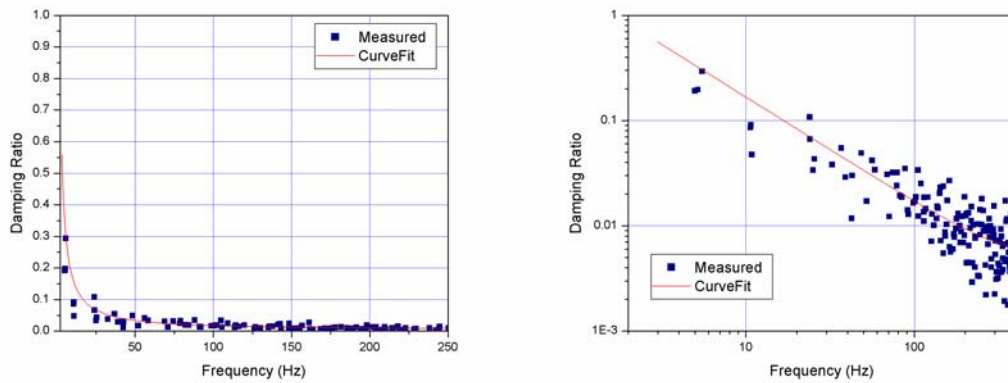 1.0
0.9
0.8
0.7
0.6
0.5
0.4
0.3
0.2
0.1
0.0
Damping Ratio
Measured
CurveFit
50 100 150 200 250
Frequency (Hz)
1
0.1
0.01
1E-3
Damping Ratio
Measured
CurveFit
10 100
Frequency (Hz)